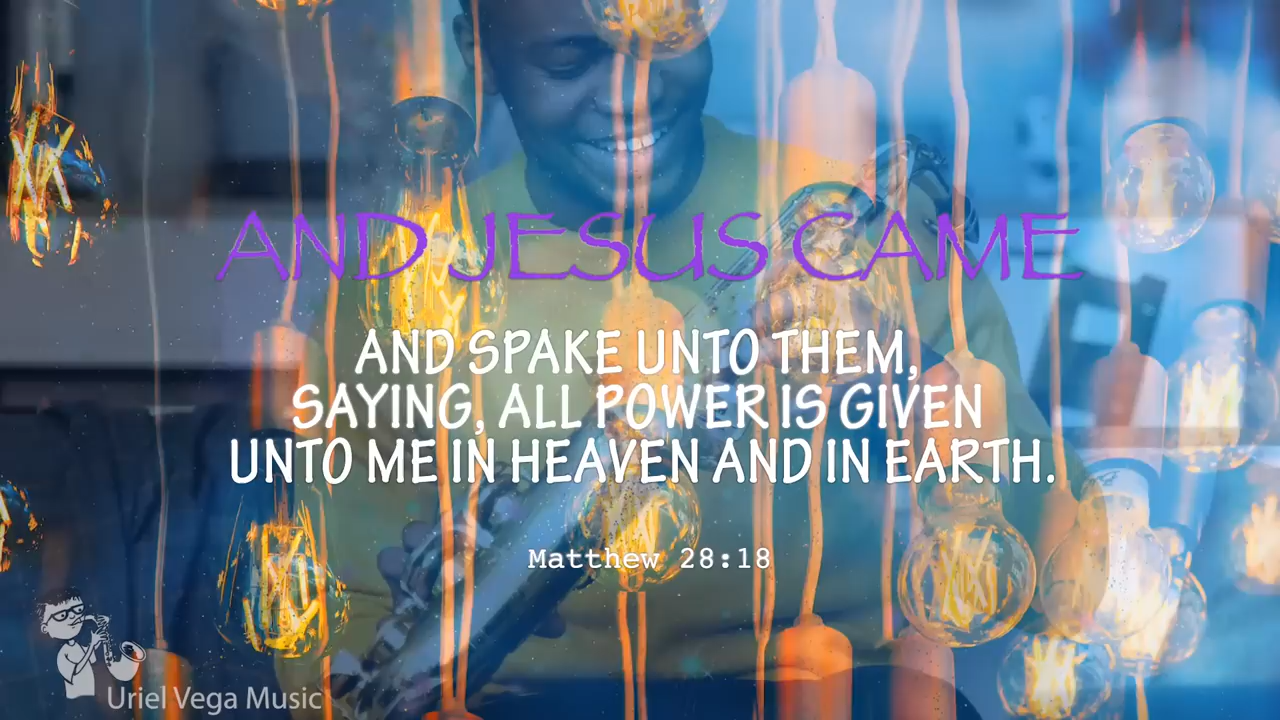 AND JESUS CAME
AND SPAKE UNTO THEM,
SAYING, ALL POWER IS GIVEN
UNTO ME IN HEAVEN AND IN EARTH.
Matthew 28:18
Uriel Vega Music